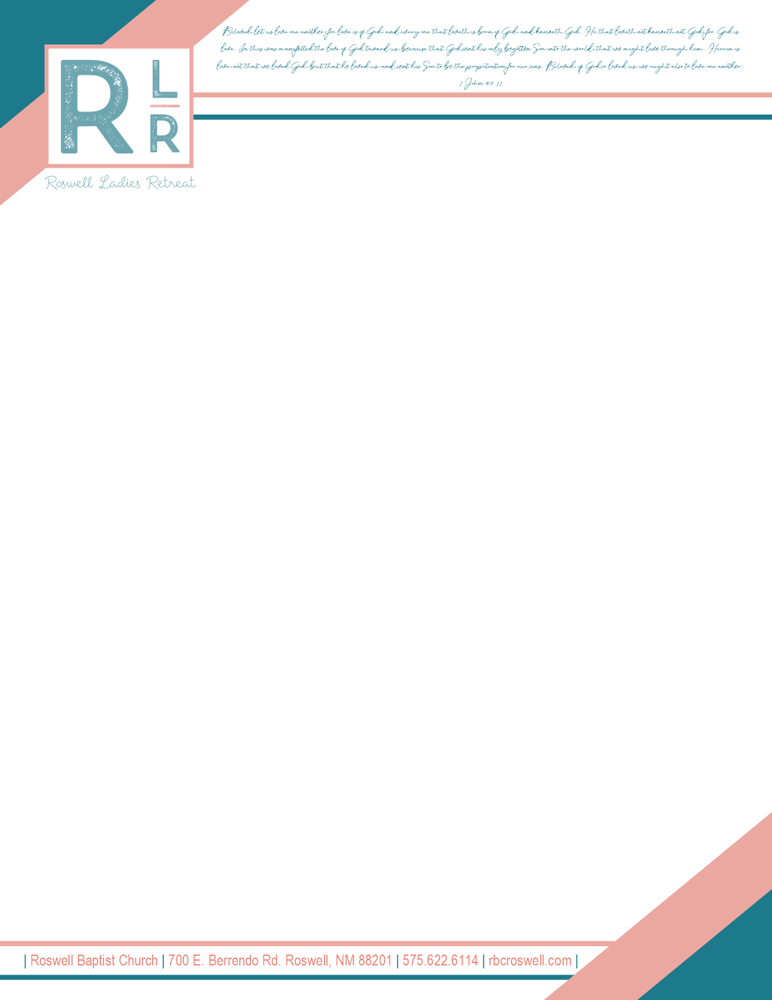 Beloved, let us love one another: for love is of God; and every one that loveth is born of God, and knoweth God. He that loveth not knoweth not God; for God is
love. In this was manifested the love of God toward us, because that God sent his only begotten Son into the world, that we might live through him. Herein is
love, not that we loved God, but that he loved us, and sent his Son to be the propitiation for our sins. Beloved, if God so loved us, we ought also to love one another.
1 John 4:7-11
R L
R
Roswell Ladies Retreat
| Roswell Baptist Church | 700 E. Berrendo Rd. Roswell, NM 88201 | 575.622.6114 | rbcroswell.com |